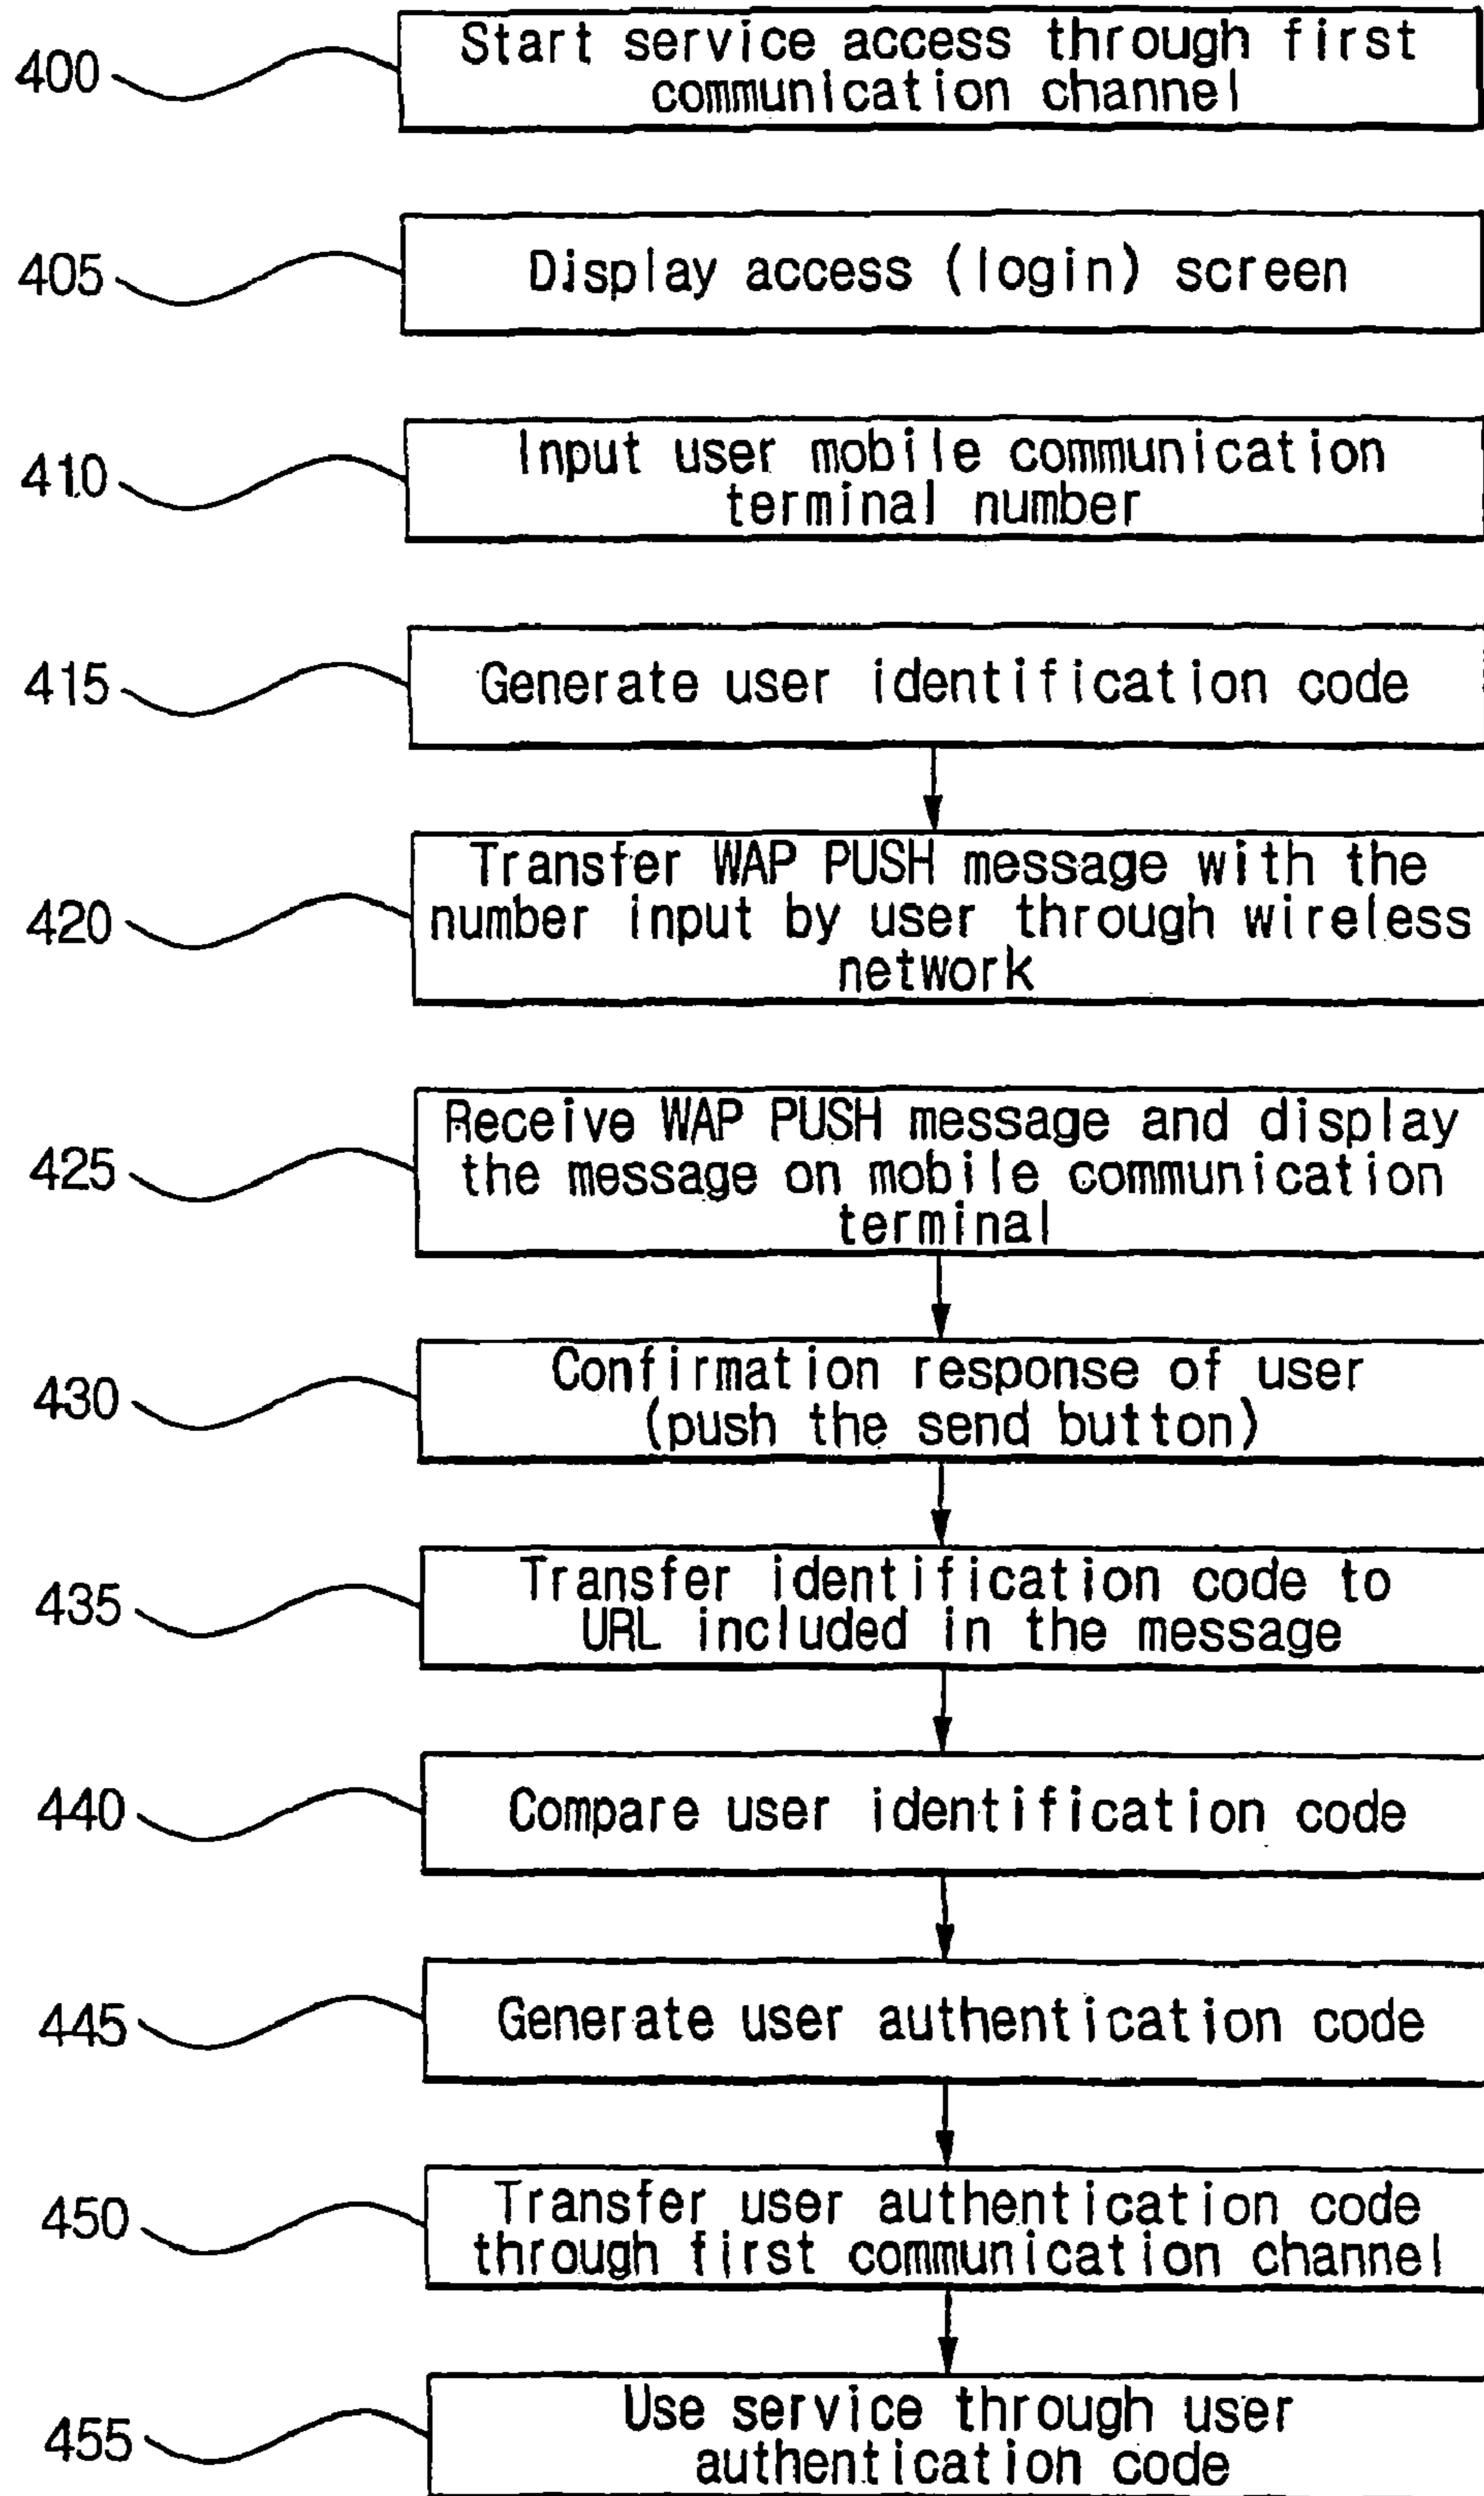 400
Start service access through first
communication channel
405
Display access (login) screen
410
Input user mobile communication
terminal number
415
Generate user identification code
420
Transfer WAP PUSH message with the
number input by user through wireless
network
425
Receive WAP PUSH message and display
the message on mobile communication
terminal
430
Confirmation response of user
(push the send button)
435
Transfer identification code to
URL included in the message
440
Compare user identification code
445
Generate user authentication code
450
Transfer user authentication code
through first communication channel
455
Use service through user
authentication code